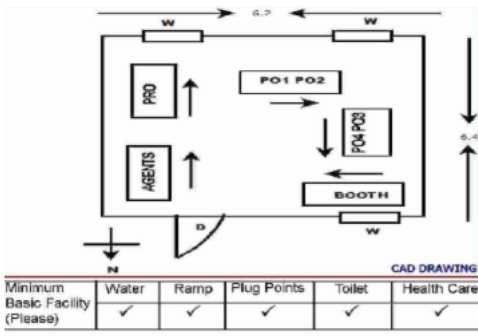 6.2
W
W
PRO
PO1 PO2
PO4 PO3
6.4
AGENTS
BOOTH
D
W
N
CAD DRAWING
Minimum Basic Facility (Please) Water Ramp Plug Points Toilet Health Care
✓ ✓ ✓ ✓ ✓